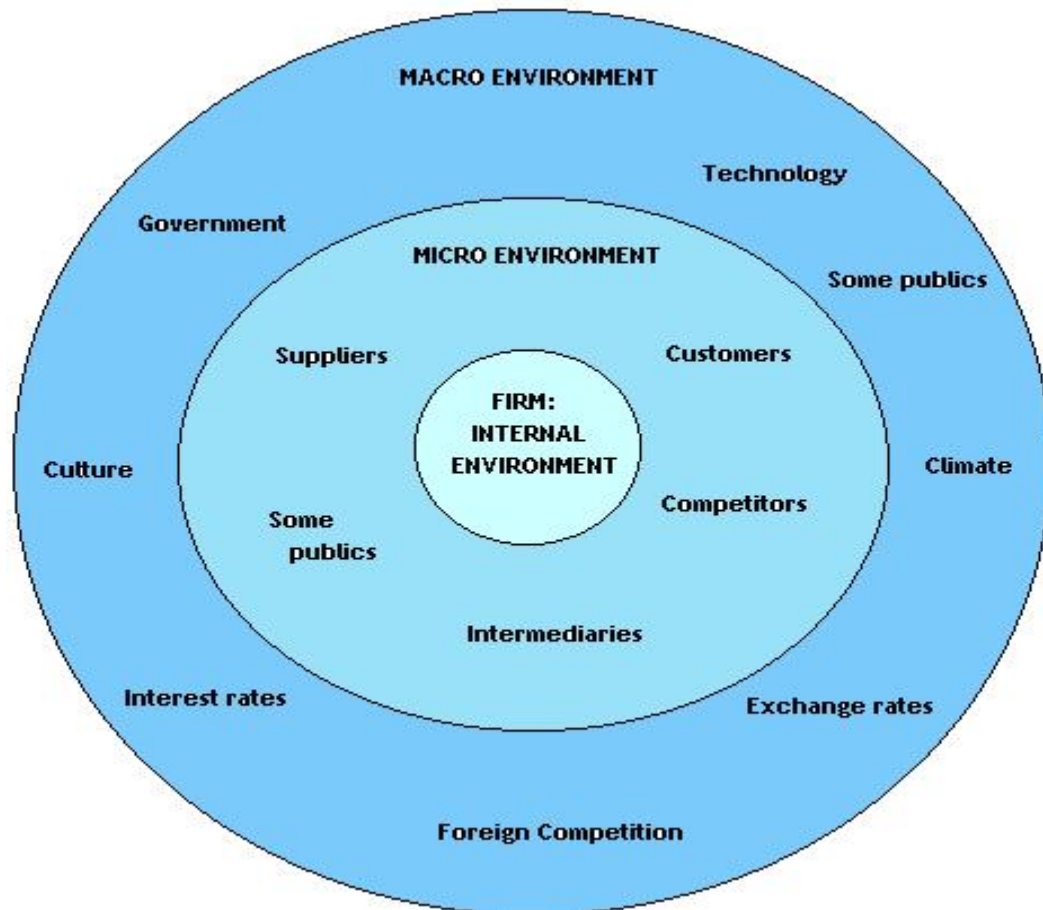 MACRO ENVIRONMENT
Technology
Government
MICRO ENVIRONMENT
Some publics
Suppliers
Customers
FIRM:
INTERNAL
ENVIRONMENT
Culture
Climate
Competitors
Some
publics
Intermediaries
Interest rates
Exchange rates
Foreign Competition